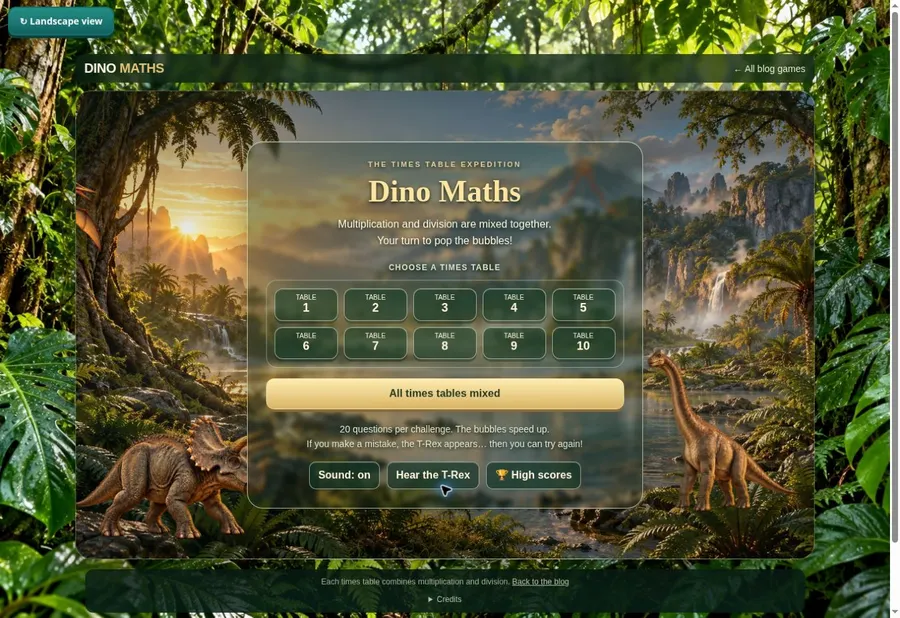 ↻ Landscape view
DINO MATHS
← All blog games
THE TIMES TABLE EXPEDITION
Dino Maths
Multiplication and division are mixed together.
Your turn to pop the bubbles!
CHOOSE A TIMES TABLE
TABLE
1
TABLE
2
TABLE
3
TABLE
4
TABLE
5
TABLE
6
TABLE
7
TABLE
8
TABLE
9
TABLE
10
All times tables mixed
20 questions per challenge. The bubbles speed up.
If you make a mistake, the T-Rex appears... then you can try again!
Sound: on
Hear the T-Rex
🏆 High scores
Each times table combines multiplication and division. Back to the blog
▶ Credits